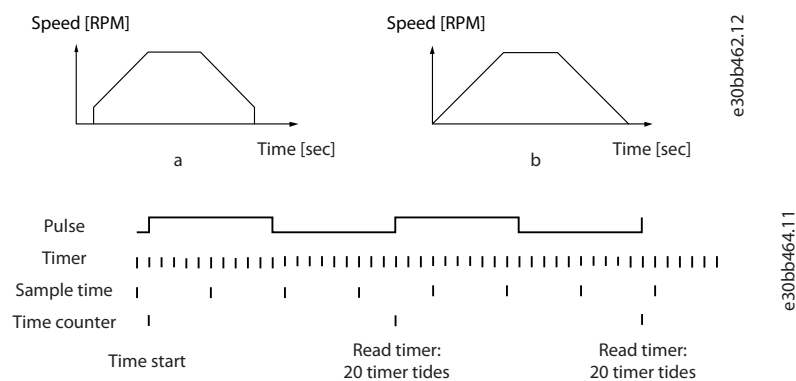 Speed [RPM]
Speed [RPM]
Time [sec]
Time [sec]
a
b
e30bb462.12
Pulse
Timer
Sample time
Time counter
Time start
Read timer:
20 timer tides
Read timer:
20 timer tides
e30bb464.11